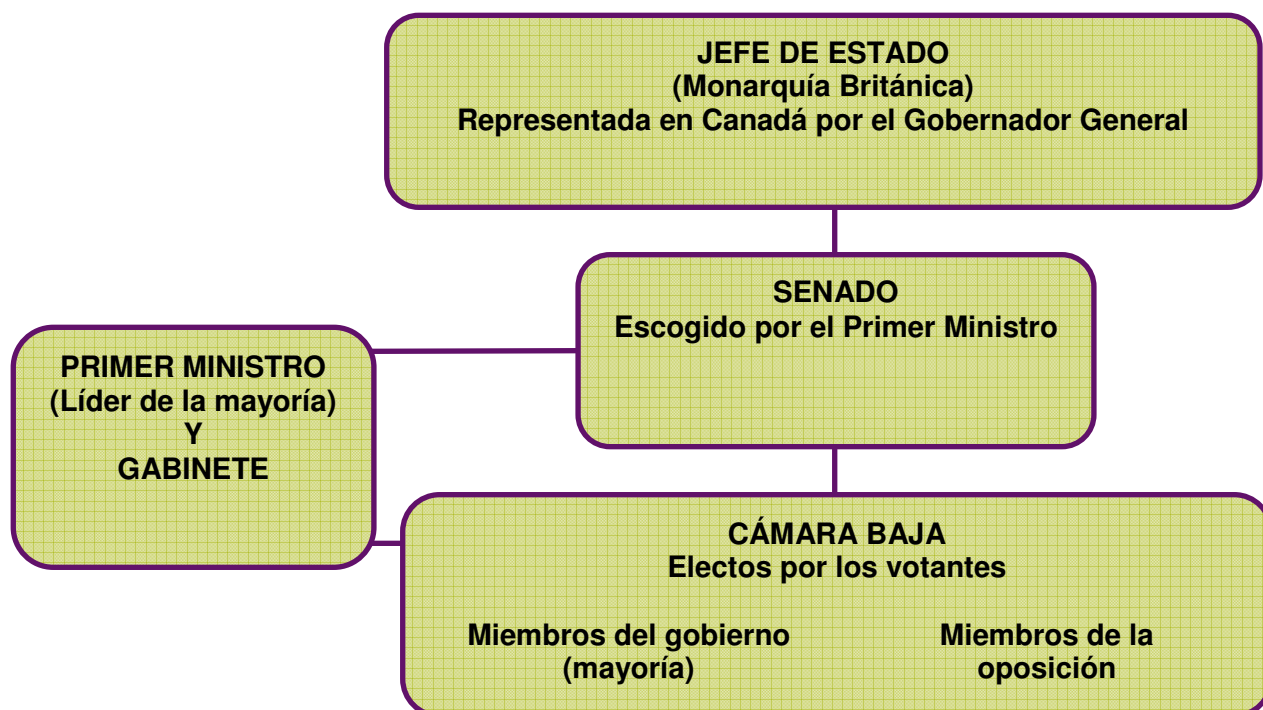 JEFE DE ESTADO
(Monarquía Británica)
Representada en Canadá por el Gobernador General
SENADO
Escogido por el Primer Ministro
PRIMER MINISTRO
(Líder de la mayoría)
Y
GABINETE
CÁMARA BAJA
Electos por los votantes
Miembros del gobierno
(mayoría)
Miembros de la
oposición